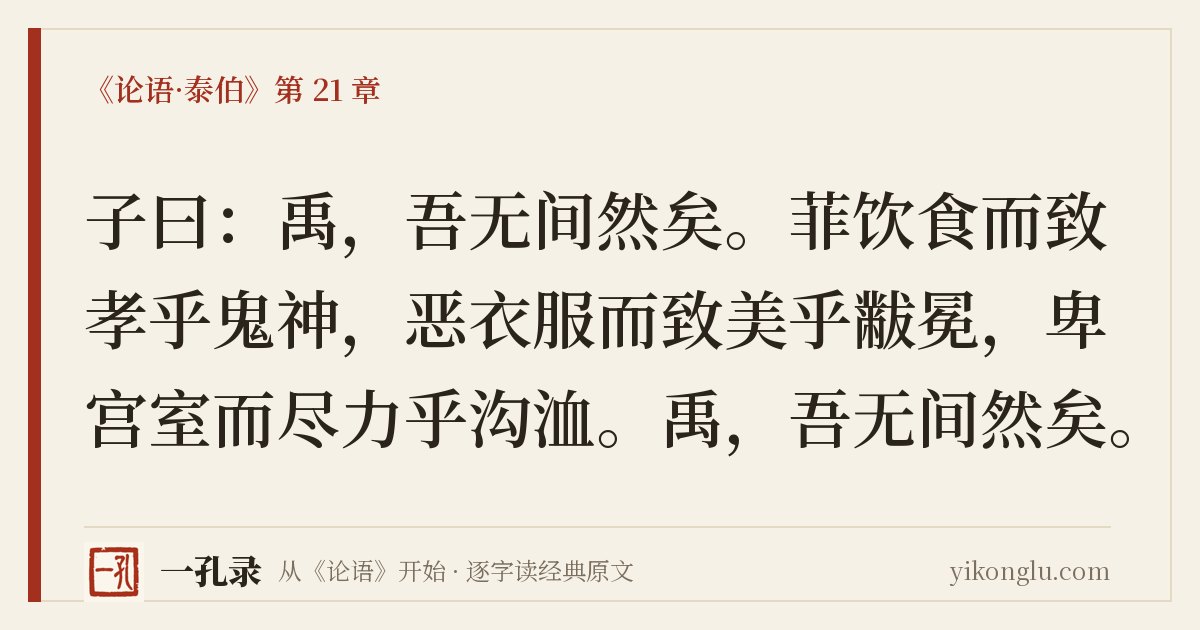 《论语·泰伯》第 21 章
子曰：禹，吾无间然矣。菲饮食而致
孝乎鬼神，恶衣服而致美乎黻冕，卑
宫室而尽力乎沟洫。禹，吾无间然矣。
一孔
一孔录 从《论语》开始 · 逐字读经典原文 yikonglu.com